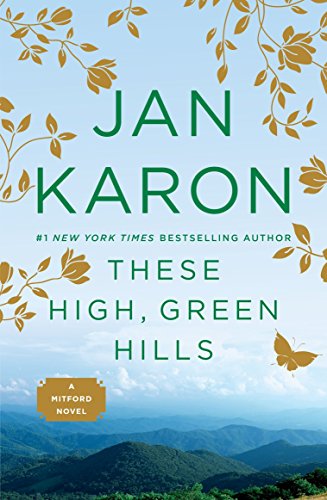 JAN
KARON
#1 NEW YORK TIMES BESTSELLING AUTHOR
THESE
HIGH, GREEN
HILLS
A
MITFORD
NOVEL